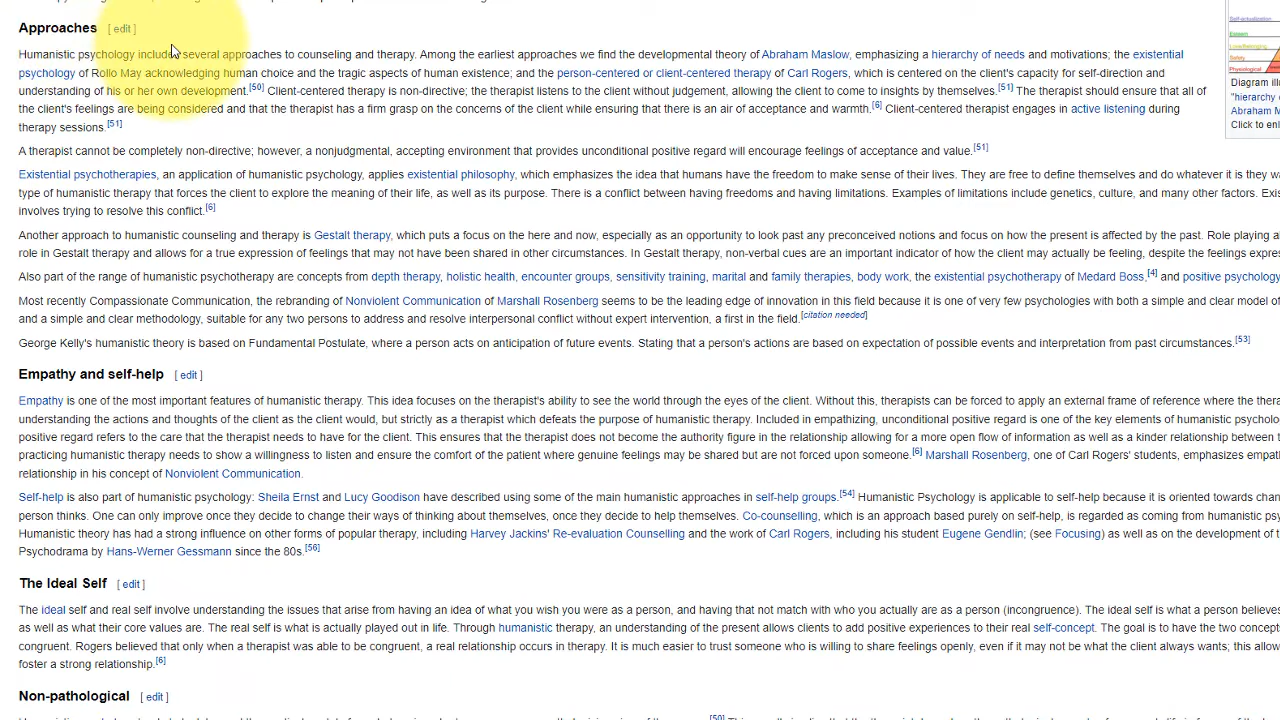 Approaches [ edit ]
Humanistic psychology includes several approaches to counseling and therapy. Among the earliest approaches we find the developmental theory of Abraham Maslow, emphasizing a hierarchy of needs and motivations; the existential
psychology of Rollo May acknowledging human choice and the tragic aspects of human existence; and the person-centered or client-centered therapy of Carl Rogers, which is centered on the client's capacity for self-direction and
understanding of his or her own development.[50] Client-centered therapy is non-directive; the therapist listens to the client without judgement, allowing the client to come to insights by themselves.[51] The therapist should ensure that all of
the client's feelings are being considered and that the therapist has a firm grasp on the concerns of the client while ensuring that there is an air of acceptance and warmth.[6] Client-centered therapist engages in active listening during
therapy sessions.[51]
A therapist cannot be completely non-directive; however, a nonjudgmental, accepting environment that provides unconditional positive regard will encourage feelings of acceptance and value.[51]
Existential psychotherapies, an application of humanistic psychology, applies existential philosophy, which emphasizes the idea that humans have the freedom to make sense of their lives. They are free to define themselves and do whatever it is they
type of humanistic therapy that forces the client to explore the meaning of their life, as well as its purpose. There is a conflict between having freedoms and having limitations. Examples of limitations include genetics, culture, and many other factors.
involves trying to resolve this conflict.[6]
Another approach to humanistic counseling and therapy is Gestalt therapy, which puts a focus on the here and now, especially as an opportunity to look past any preconceived notions and focus on how the present is affected by the past. Role playing
role in Gestalt therapy and allows for a true expression of feelings that may not have been shared in other circumstances. In Gestalt therapy, non-verbal cues are an important indicator of how the client may actually be feeling, despite the feelings
Also part of the range of humanistic psychotherapy are concepts from depth therapy, holistic health, encounter groups, sensitivity training, marital and family therapies, body work, the existential psychotherapy of Medard Boss,[4] and positive psychology
Most recently Compassionate Communication, the rebranding of Nonviolent Communication of Marshall Rosenberg seems to be the leading edge of innovation in this field because it is one of very few psychologies with both a simple and clear model of
and a simple and clear methodology, suitable for any two persons to address and resolve interpersonal conflict without expert intervention, a first in the field.[citation needed]
George Kelly's humanistic theory is based on Fundamental Postulate, where a person acts on anticipation of future events. Stating that a person's actions are based on expectation of possible events and interpretation from past circumstances.[53]
Empathy and self-help [ edit ]
Empathy is one of the most important features of humanistic therapy. This idea focuses on the therapist's ability to see the world through the eyes of the client. Without this, therapists can be forced to apply an external frame of reference where the
understanding the actions and thoughts of the client as the client would, but strictly as a therapist which defeats the purpose of humanistic therapy. Included in empathizing, unconditional positive regard is one of the key elements of humanistic
positive regard refers to the care that the therapist needs to have for the client. This ensures that the therapist does not become the authority figure in the relationship allowing for a more open flow of information as well as a kinder relationship between
practicing humanistic therapy needs to show a willingness to listen and ensure the comfort of the patient where genuine feelings may be shared but are not forced upon someone.[6] Marshall Rosenberg, one of Carl Rogers' students, emphasizes
relationship in his concept of Nonviolent Communication.
Self-help is also part of humanistic psychology: Sheila Ernst and Lucy Goodison have described using some of the main humanistic approaches in self-help groups.[54] Humanistic Psychology is applicable to self-help because it is oriented towards
person thinks. One can only improve once they decide to change their ways of thinking about themselves, once they decide to help themselves. Co-counselling, which is an approach based purely on self-help, is regarded as coming from humanistic
Humanistic theory has had a strong influence on other forms of popular therapy, including Harvey Jackins' Re-evaluation Counselling and the work of Carl Rogers, including his student Eugene Gendlin; (see Focusing) as well as on the development of
Psychodrama by Hans-Werner Gessmann since the 80s.[56]
The Ideal Self [ edit ]
The ideal self and real self involve understanding the issues that arise from having an idea of what you wish you were as a person, and having that not match with who you actually are as a person (incongruence). The ideal self is what a person believes
as well as what their core values are. The real self is what is actually played out in life. Through humanistic therapy, an understanding of the present allows clients to add positive experiences to their real self-concept. The goal is to have the two
congruent. Rogers believed that only when a therapist was able to be congruent, a real relationship occurs in therapy. It is much easier to trust someone who is willing to share feelings openly, even if it may not be what the client always wants; this
foster a strong relationship.[6]
Non-pathological [ edit ]
Self-actualization
Esteem
Love/Belonging
Safety
Physiological
Diagram
"hierarchy
Abraham
Click to